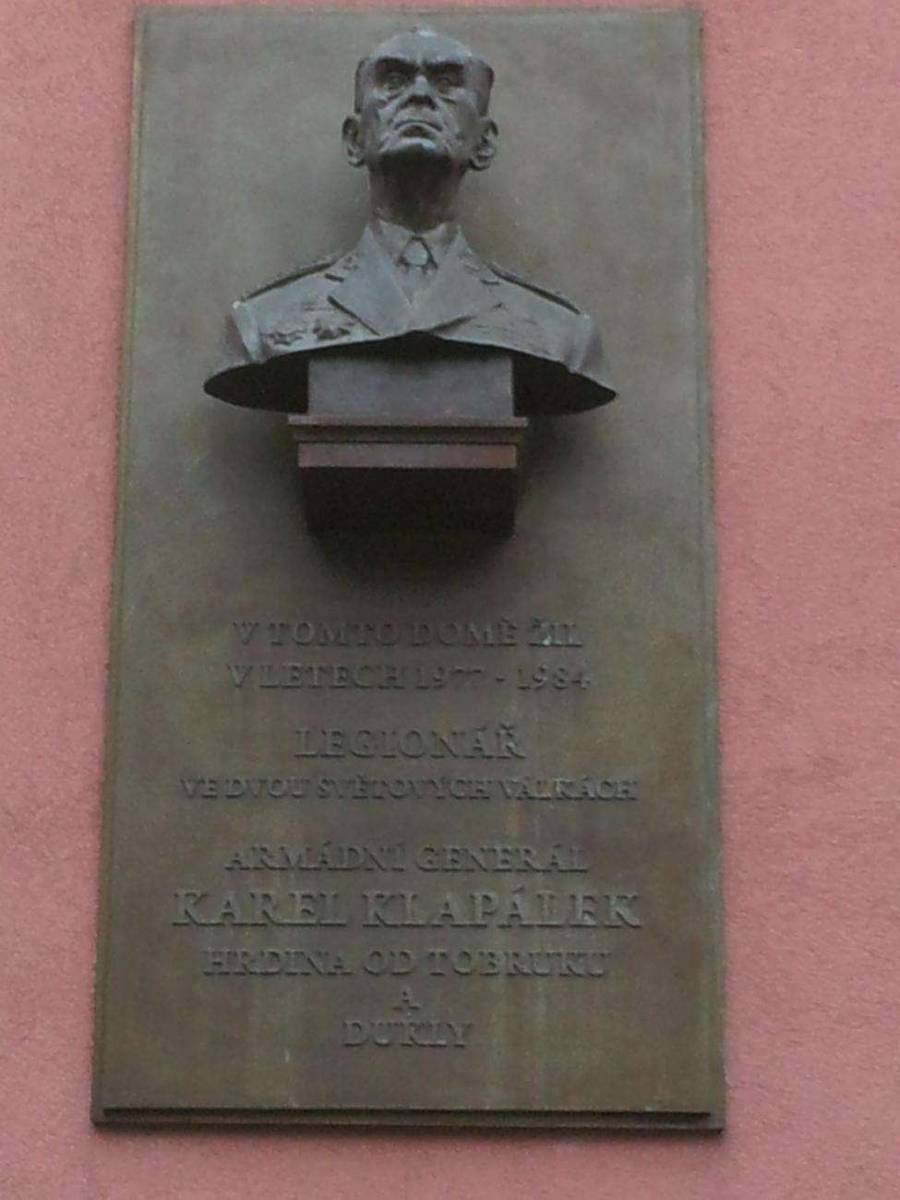 V TOMTO DOMĚ ŽIL
V LETECH 1977 - 1984
LEGIONÁŘ
VE DVOU SVĚTOVÝCH VÁLKÁCH
ARMÁDNÍ GENERÁL
KAREL KLAPÁLEK
HRDINA OD TOBRUKU
A
DUKLY